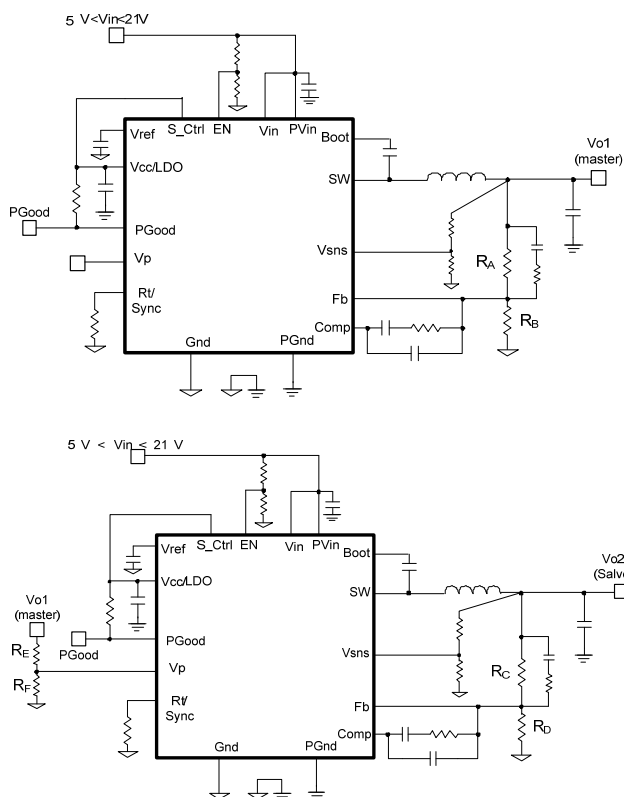 5 V<Vin<21V
S_Ctrl EN Vin PVin
Vref
Boot
Vcc/LDO
SW
Vo1
(master)
PGood
PGood
Vsns
RA
Vp
Rt/
Sync
Fb
RB
Comp
Gnd
PGnd
5 V < Vin < 21 V
S_Ctrl EN Vin PVin
Vref
Boot
Vcc/LDO
SW
Vo2
(Salve
Vo1
(master)
PGood
PGood
RE
Vsns
RC
Vp
RF
Rt/
Sync
Fb
RD
Comp
Gnd
PGnd